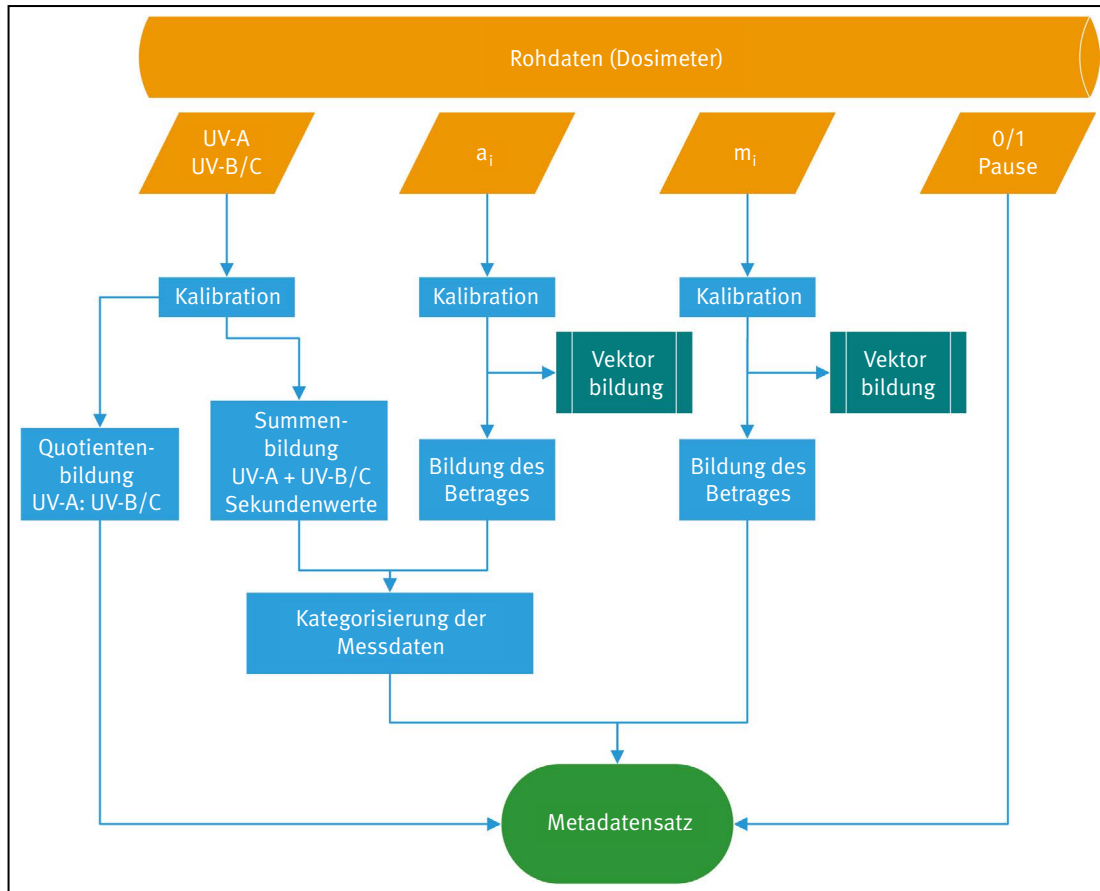 Rohdaten (Dosimeter)
UV-A
UV-B/C
a i
m i
0/1
Pause
Kalibration
Kalibration
Kalibration
Vektor
bildung
Vektor
bildung
Quotienten-
bildung
UV-A: UV-B/C
Summen-
bildung
UV-A + UV-B/C
Sekundenwerte
Bildung des
Betrages
Bildung des
Betrages
Kategorisierung der
Messdaten
Metadatensatz